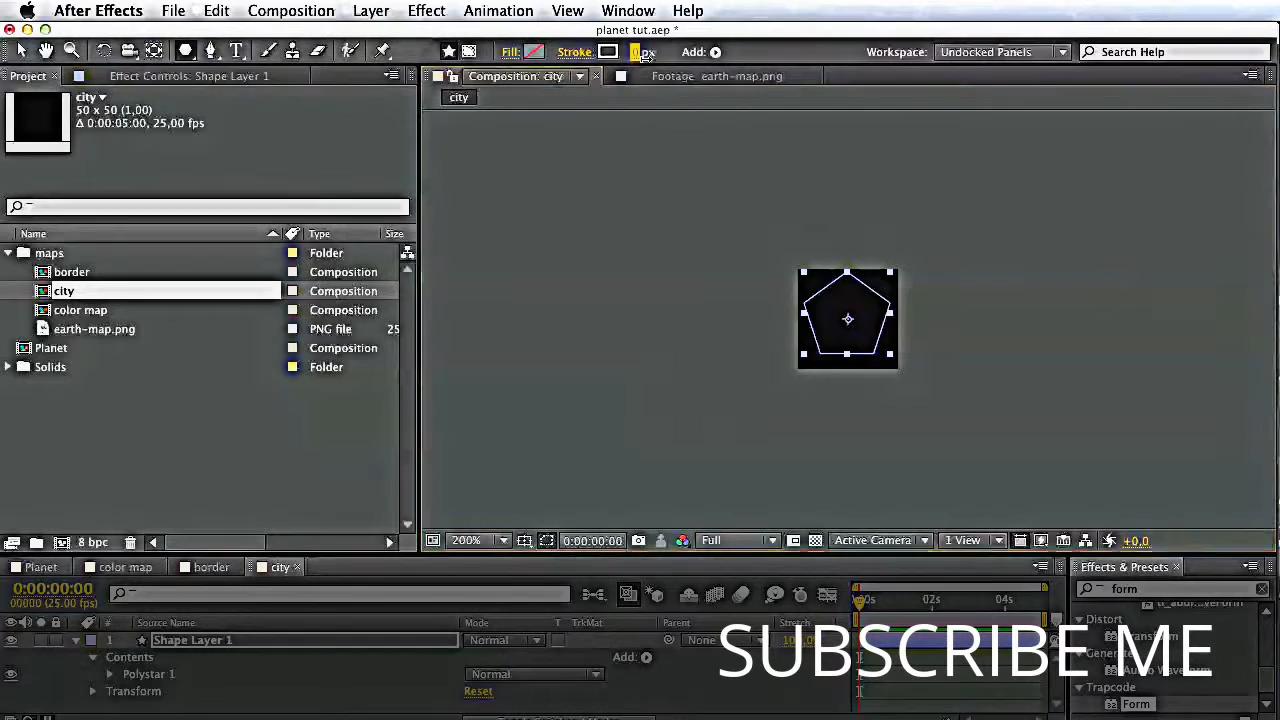 After Effects File Edit Composition Layer Effect Animation View Window Help
planet tut.aep *
Fill: Stroke: px Add: Workspace: Undocked Panels Search Help
Project Effect Controls: Shape Layer 1 Composition: city Footage: earth-map.png
city
50 x 50 (1,00)
Δ 0:00:05:00, 25,00 fps
city
Name Type Size
maps Folder
border Composition
city Composition
color map Composition
earth-map.png PNG file 25
Planet Composition
Solids Folder
8 bpc 200% 0:00:00:00 Full Active Camera 1 View +0,0
Planet color map border city Effects & Presets
0:00:00:00
00000 (25.00 fps)
form
02s 04s
# Source Name Mode T TrkMat Parent Stretch
Distort
1 Shape Layer 1 Normal None
Contents Add:
Polystar 1 Normal
Transform Reset
Trapcode
Form
SUBSCRIBE ME